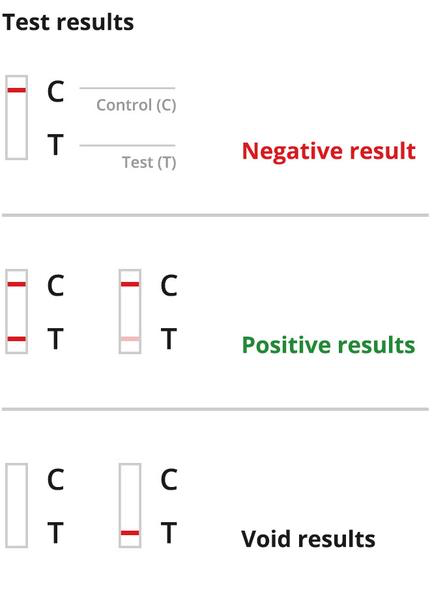 Test results
C
Control (C)
T
Test (T)
Negative result
C C
T T
Positive results
C C
T T
Void results